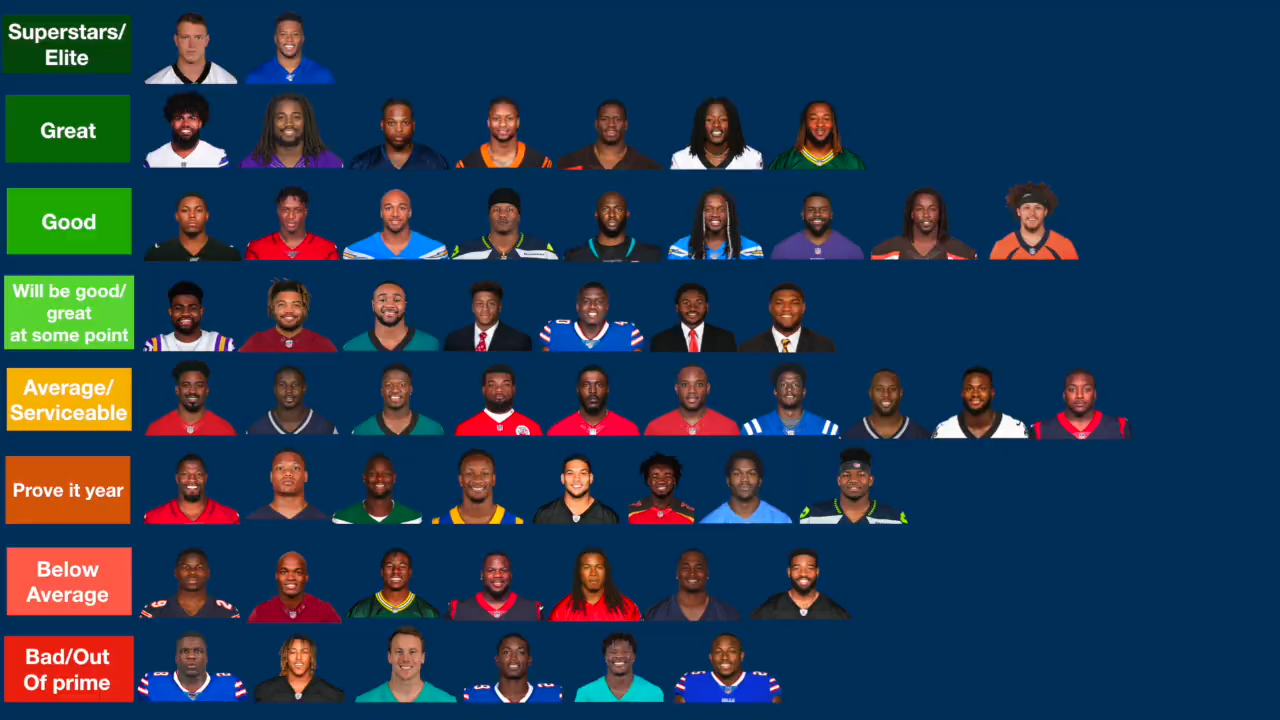 Superstars/
Elite
Great
Good
Will be good/
great
at some point
Average/
Serviceable
Prove it year
Below
Average
Bad/Out
Of prime